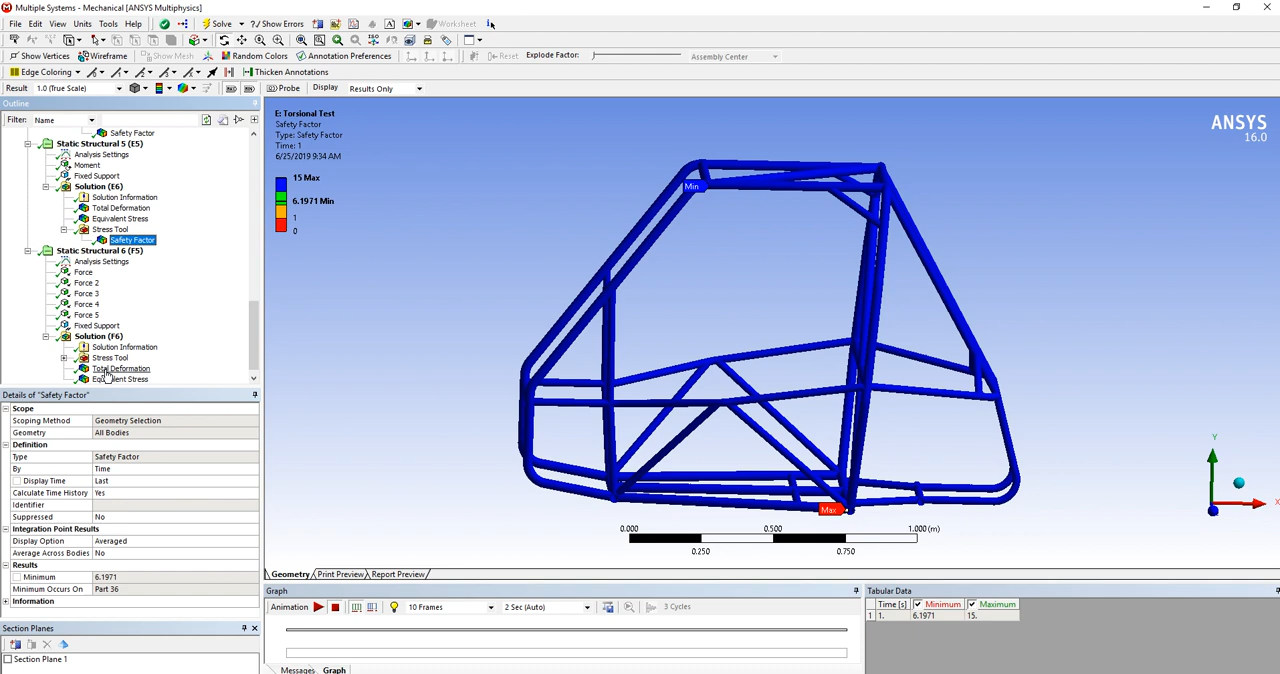 Multiple Systems - Mechanical [ANSYS Multiphysics]
File Edit View Units Tools Help Solve ?/ Show Errors Worksheet
Show Vertices Wireframe Show Mesh Random Colors Annotation Preferences Reset Explode Factor: Assembly Center
Edge Coloring Thicken Annotations
Result 1.0 (True Scale) Probe Display Results Only
Outline
Filter: Name
Safety Factor
Static Structural 5 (E5)
Analysis Settings
Moment
Fixed Support
Solution (E6)
Solution Information
Total Deformation
Equivalent Stress
Stress Tool
Safety Factor
Static Structural 6 (F5)
Analysis Settings
Force
Force 2
Force 3
Force 4
Force 5
Fixed Support
Solution (F6)
Solution Information
Stress Tool
Total Deformation
Equivalent Stress
Details of "Safety Factor"
Scope
Scoping Method Geometry Selection
Geometry All Bodies
Definition
Type Safety Factor
By Time
Display Time Last
Calculate Time History Yes
Identifier
Suppressed No
Integration Point Results
Display Option Averaged
Average Across Bodies No
Results
Minimum 6.1971
Minimum Occurs On Part 36
Information
Section Planes
Section Plane 1
E: Torsional Test
Safety Factor
Type: Safety Factor
Time: 1
6/25/2019 9:34 AM
15 Max
6.1971 Min
1
0
ANSYS
16.0
Min
Max
Y
X
0.000 0.500 1.000 (m)
0.250 0.750
Geometry Print Preview Report Preview
Graph
Animation 10 Frames 2 Sec (Auto) 3 Cycles
Messages Graph
Tabular Data
Time [s] Minimum Maximum
1 1. 6.1971 15.